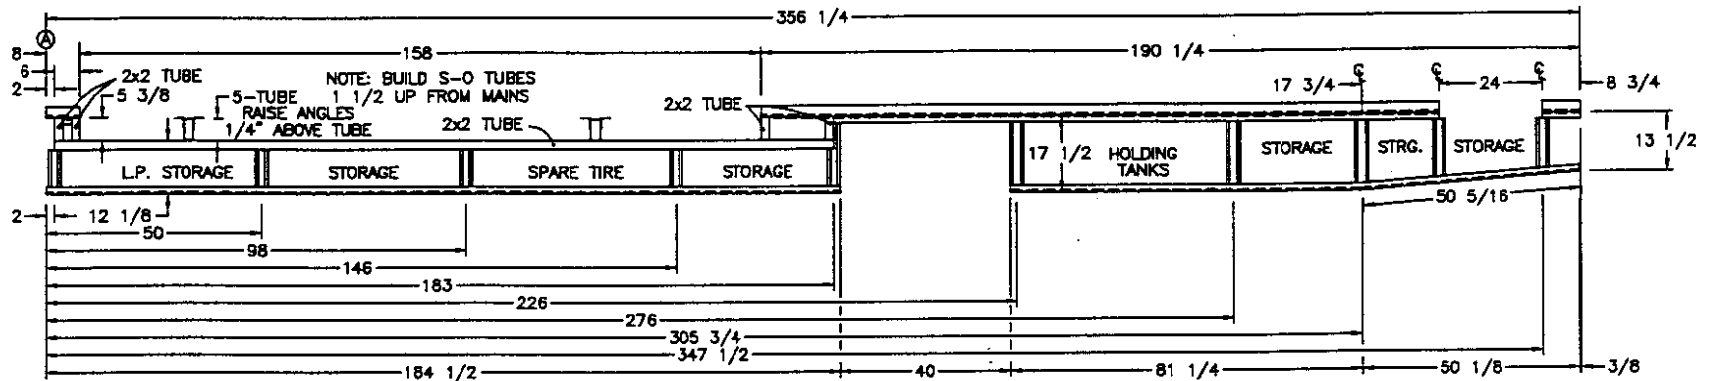 356 1/4
A
8
158
190 1/4
6
2x2 TUBE
NOTE: BUILD S-O TUBES
1 1/2 UP FROM MAINS
17 3/4
24
8 3/4
2
5 3/8
5-TUBE
RAISE ANGLES
1/4" ABOVE TUBE
2x2 TUBE
2x2 TUBE
13 1/2
L.P. STORAGE
STORAGE
SPARE TIRE
STORAGE
17 1/2
HOLDING
TANKS
STORAGE
STRG.
STORAGE
2
12 1/8
50 5/16
50
98
146
183
226
276
305 3/4
347 1/2
184 1/2
40
81 1/4
50 1/8
3/8